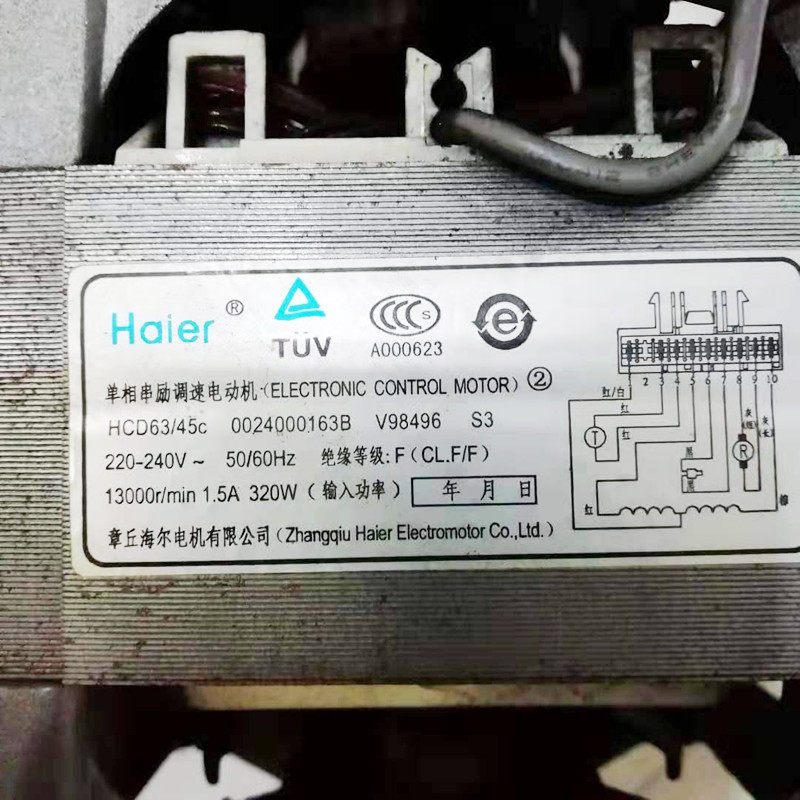 Haier ®
TÜV
S
A000623
e
单相串励调速电动机(ELECTRONIC CONTROL MOTOR) ②
HCD63/45c 0024000163B V98496 S3
220-240V ~ 50/60Hz 绝缘等级:F (CL.F/F)
13000r/min 1.5A 320W (输入功率) 年 月 日
章丘海尔电机有限公司(Zhangqiu Haier Electromotor Co.,Ltd.)
1 2 3 4 5 6 7 8 9 10
红/白
红
T
黑
黑
R
红